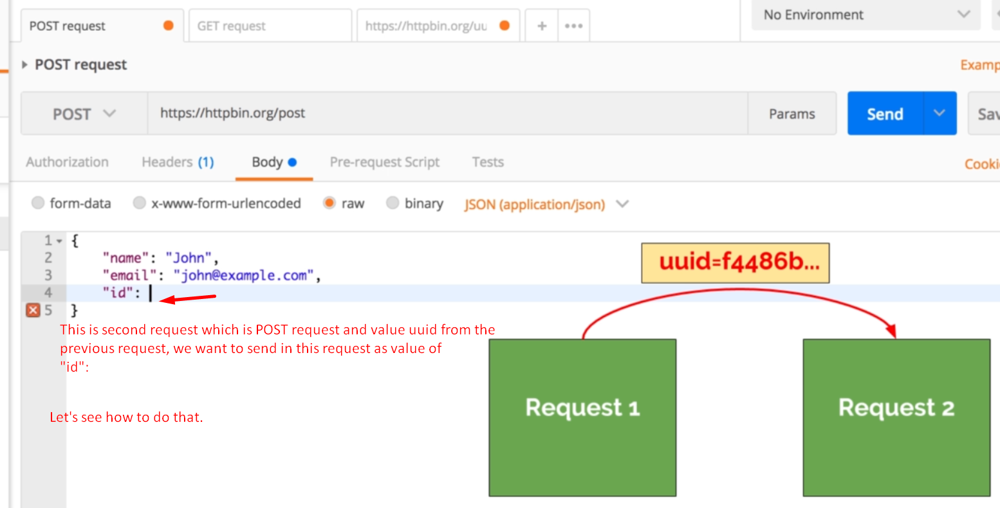 POST request
GET request
https://httpbin.org/uu
+
•••
No Environment
POST request
Examp
POST
https://httpbin.org/post
Params
Send
Sav
Authorization
Headers (1)
Body
Pre-request Script
Tests
Cooki
form-data
x-www-form-urlencoded
raw
binary
JSON (application/json)
1 {
2 "name": "John",
3 "email": "john@example.com",
4 "id":
5 }
uuid=f4486b...
This is second request which is POST request and value uuid from the
previous request, we want to send in this request as value of
"id":
Let's see how to do that.
Request 1
Request 2